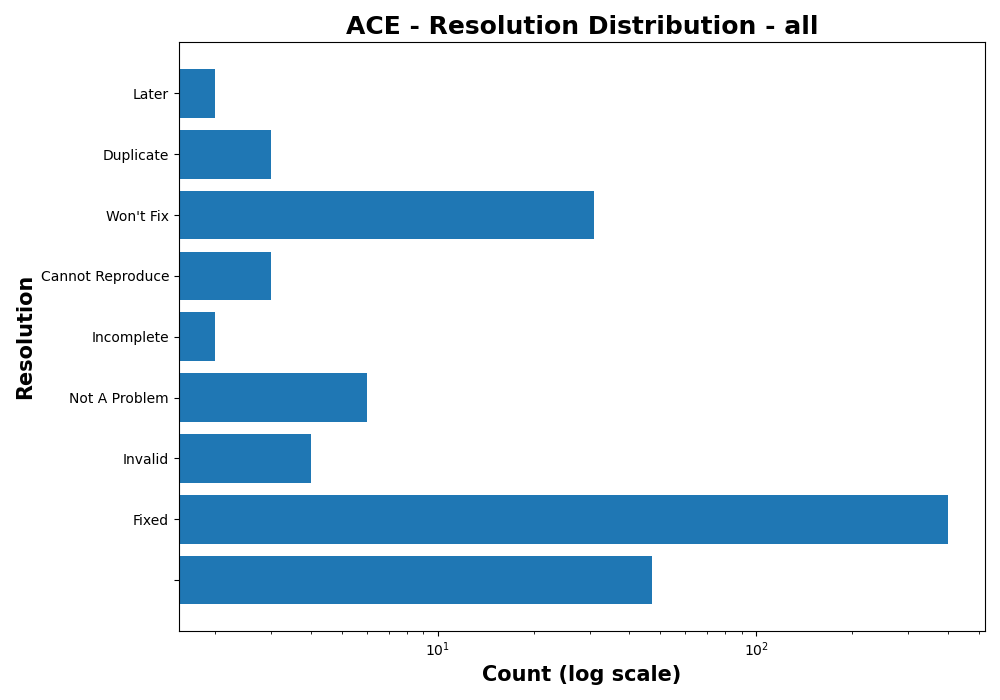 ACE - Resolution Distribution - all
Later
Duplicate
Won't Fix
Cannot Reproduce
Incomplete
Not A Problem
Invalid
Fixed
Resolution
10¹
10²
Count (log scale)